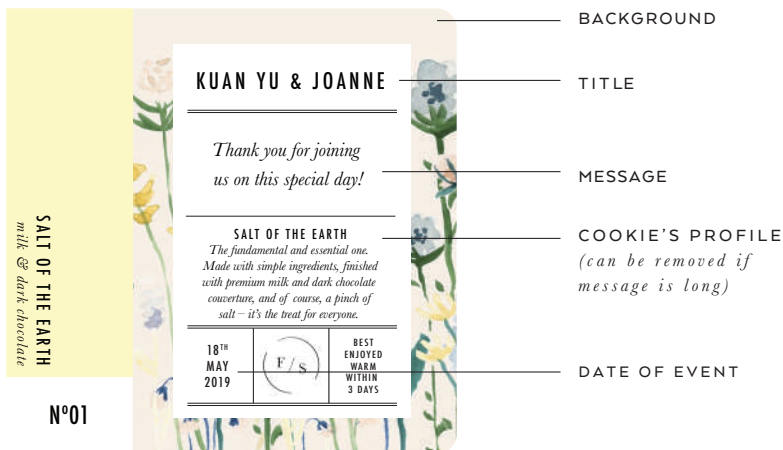 SALT OF THE EARTH
milk & dark chocolate
Nº01
KUAN YU & JOANNE
Thank you for joining
us on this special day!
SALT OF THE EARTH
The fundamental and essential one.
Made with simple ingredients, finished
with premium milk and dark chocolate
couverture, and of course, a pinch of
salt – it's the treat for everyone.
18TH
MAY
2019
F/S
BEST
ENJOYED
WARM
WITHIN
3 DAYS
BACKGROUND
TITLE
MESSAGE
COOKIE'S PROFILE
(can be removed if
message is long)
DATE OF EVENT